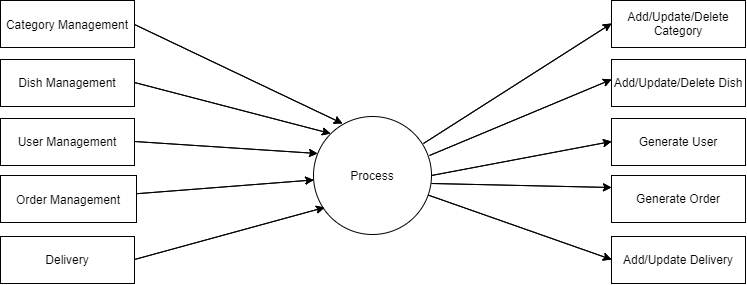 Category Management
Dish Management
User Management
Order Management
Delivery
Process
Add/Update/Delete
Category
Add/Update/Delete Dish
Generate User
Generate Order
Add/Update Delivery